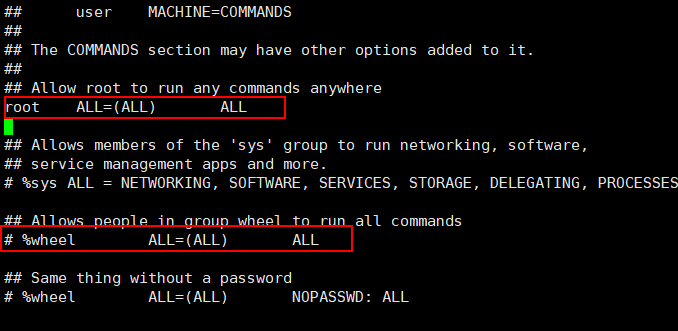 ##      user    MACHINE=COMMANDS
##
## The COMMANDS section may have other options added to it.
##
## Allow root to run any commands anywhere
root    ALL=(ALL)       ALL
## Allows members of the 'sys' group to run networking, software,
## service management apps and more.
# %sys ALL = NETWORKING, SOFTWARE, SERVICES, STORAGE, DELEGATING, PROCESSES
## Allows people in group wheel to run all commands
# %wheel        ALL=(ALL)       ALL
## Same thing without a password
# %wheel        ALL=(ALL)       NOPASSWD: ALL